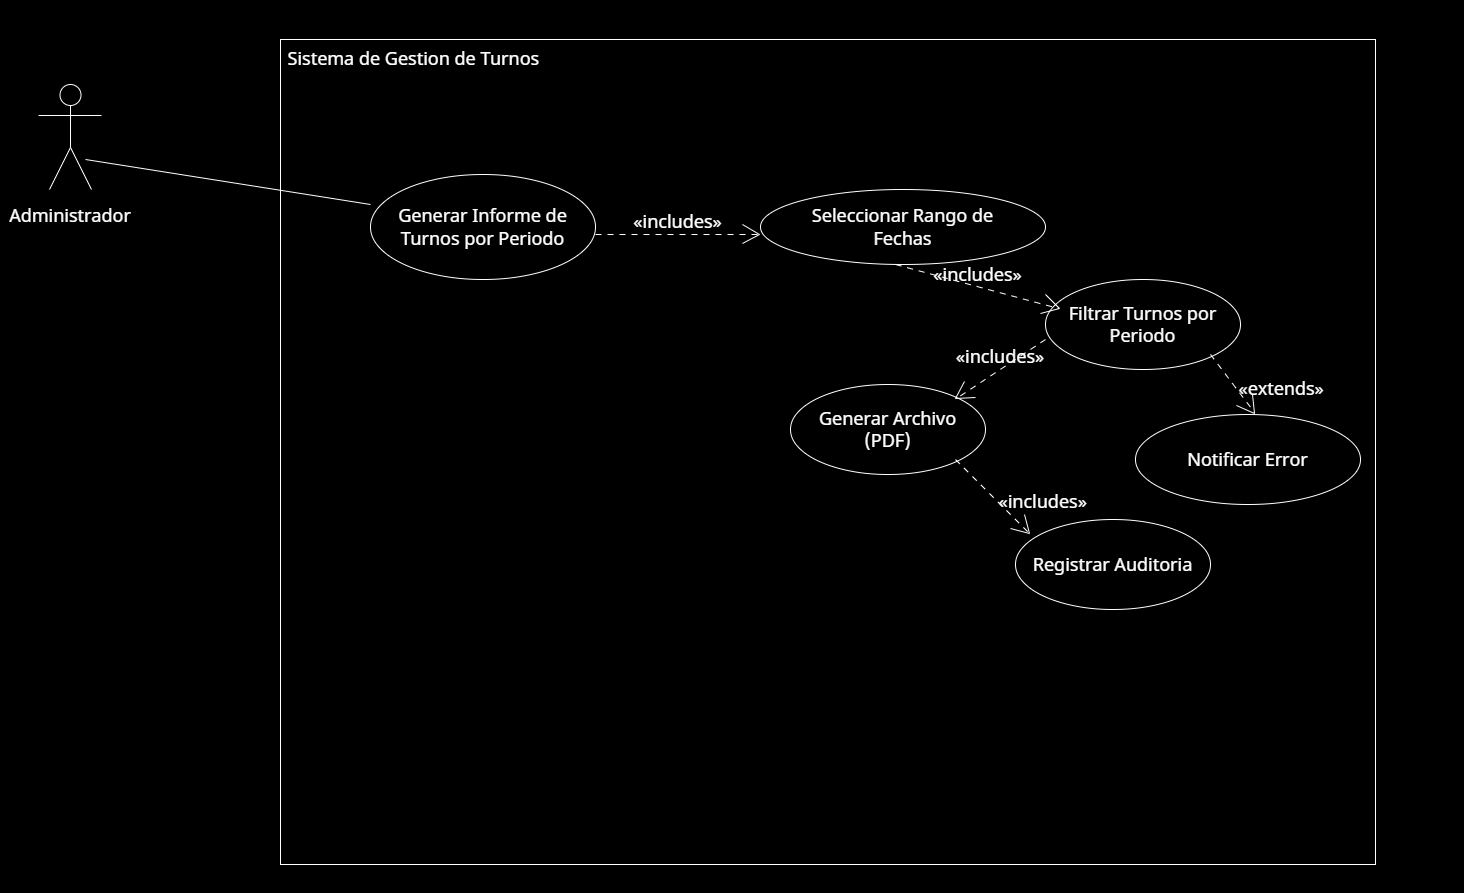 Sistema de Gestion de Turnos
Administrador
Generar Informe de
Turnos por Periodo
«includes»
Seleccionar Rango de
Fechas
«includes»
Filtrar Turnos por
Periodo
«includes»
«extends»
Generar Archivo
(PDF)
Notificar Error
«includes»
Registrar Auditoria